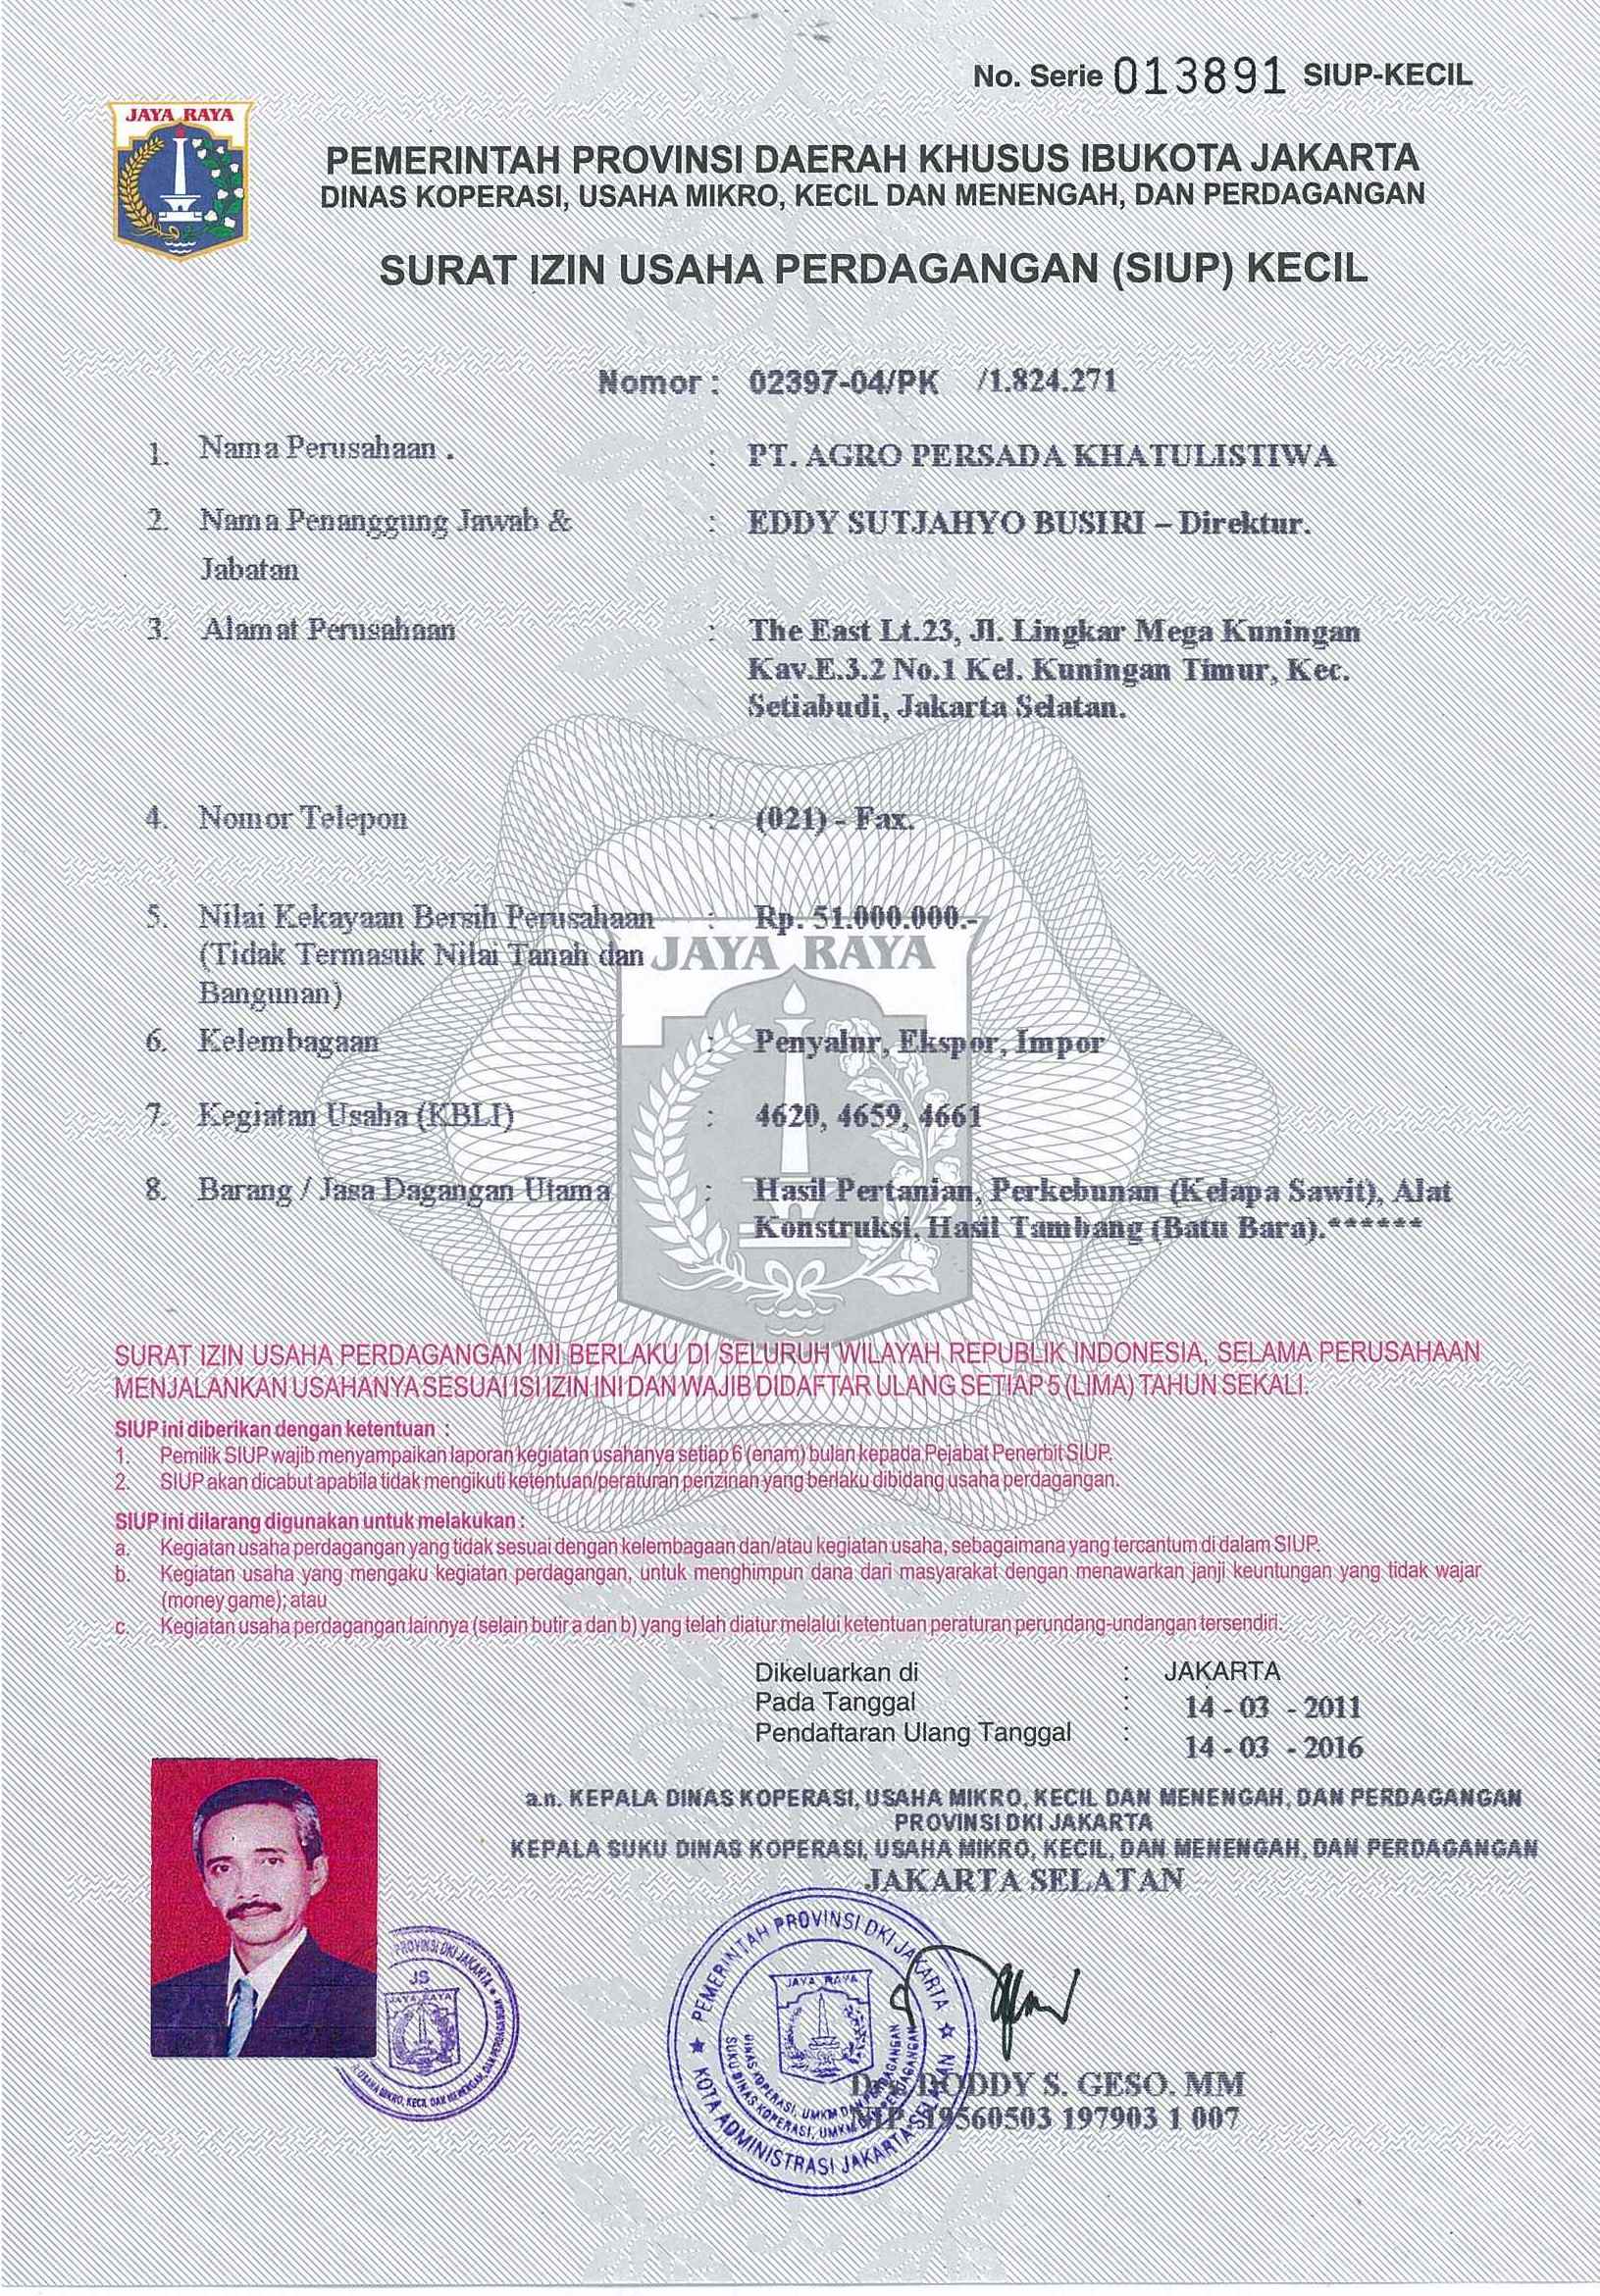 No. Serie 013891 SIUP-KECIL
JAYA RAYA
PEMERINTAH PROVINSI DAERAH KHUSUS IBUKOTA JAKARTA
DINAS KOPERASI, USAHA MIKRO, KECIL DAN MENENGAH, DAN PERDAGANGAN
SURAT IZIN USAHA PERDAGANGAN (SIUP) KECIL
Nomor : 02397-04/PK /1.824.271
1. Nama Perusahaan . : PT. AGRO PERSADA KHATULISTIWA
2. Nama Penanggung Jawab & : EDDY SUTJAHYO BUSIRI – Direktur.
Jabatan
3. Alamat Perusahaan : The East Lt.23, Jl. Lingkar Mega Kuningan
Kav.E.3.2 No.1 Kel. Kuningan Timur, Kec.
Setiabudi, Jakarta Selatan.
4. Nomor Telepon : (021) - Fax.
5. Nilai Kekayaan Bersih Perusahaan : Rp. 51.000.000.-
(Tidak Termasuk Nilai Tanah dan
Bangunan)
JAYA RAYA
6. Kelembagaan : Penyalur, Ekspor, Impor
7. Kegiatan Usaha (KBLI) : 4620, 4659, 4661
8. Barang / Jasa Dagangan Utama : Hasil Pertanian, Perkebunan (Kelapa Sawit), Alat
Konstruksi, Hasil Tambang (Batu Bara).******
SURAT IZIN USAHA PERDAGANGAN INI BERLAKU DI SELURUH WILAYAH REPUBLIK INDONESIA, SELAMA PERUSAHAAN
MENJALANKAN USAHANYA SESUAI ISI IZIN INI DAN WAJIB DIDAFTAR ULANG SETIAP 5 (LIMA) TAHUN SEKALI.
SIUP ini diberikan dengan ketentuan :
1. Pemilik SIUP wajib menyampaikan laporan kegiatan usahanya setiap 6 (enam) bulan kepada Pejabat Penerbit SIUP.
2. SIUP akan dicabut apabila tidak mengikuti ketentuan/peraturan perizinan yang berlaku dibidang usaha perdagangan.
SIUP ini dilarang digunakan untuk melakukan :
a. Kegiatan usaha perdagangan yang tidak sesuai dengan kelembagaan dan/atau kegiatan usaha, sebagaimana yang tercantum di dalam SIUP.
b. Kegiatan usaha yang mengaku kegiatan perdagangan, untuk menghimpun dana dari masyarakat dengan menawarkan janji keuntungan yang tidak wajar
(money game); atau
c. Kegiatan usaha perdagangan lainnya (selain butir a dan b) yang telah diatur melalui ketentuan peraturan perundang-undangan tersendiri.
Dikeluarkan di : JAKARTA
Pada Tanggal : 14 - 03 - 2011
Pendaftaran Ulang Tanggal : 14 - 03 - 2016
a.n. KEPALA DINAS KOPERASI, USAHA MIKRO, KECIL DAN MENENGAH, DAN PERDAGANGAN
PROVINSI DKI JAKARTA
KEPALA SUKU DINAS KOPERASI, USAHA MIKRO, KECIL, DAN MENENGAH, DAN PERDAGANGAN
JAKARTA SELATAN
PROVINSI DKI JAKARTA
JS
JAYA RAYA
USAHA MIKRO, KECIL DAN MENENGAH, DAN PERDAGANGAN
PEMERINTAH PROVINSI DKI JAKARTA
JAYA RAYA
DINAS KOPERASI, UMKM DAN PERDAGANGAN
SUKU DINAS KOPERASI, UMKM DAN PERDAGANGAN
KOTA ADMINISTRASI JAKARTA SELATAN
DODDY S. GESO. MM
NIP. 19560503 197903 1 007